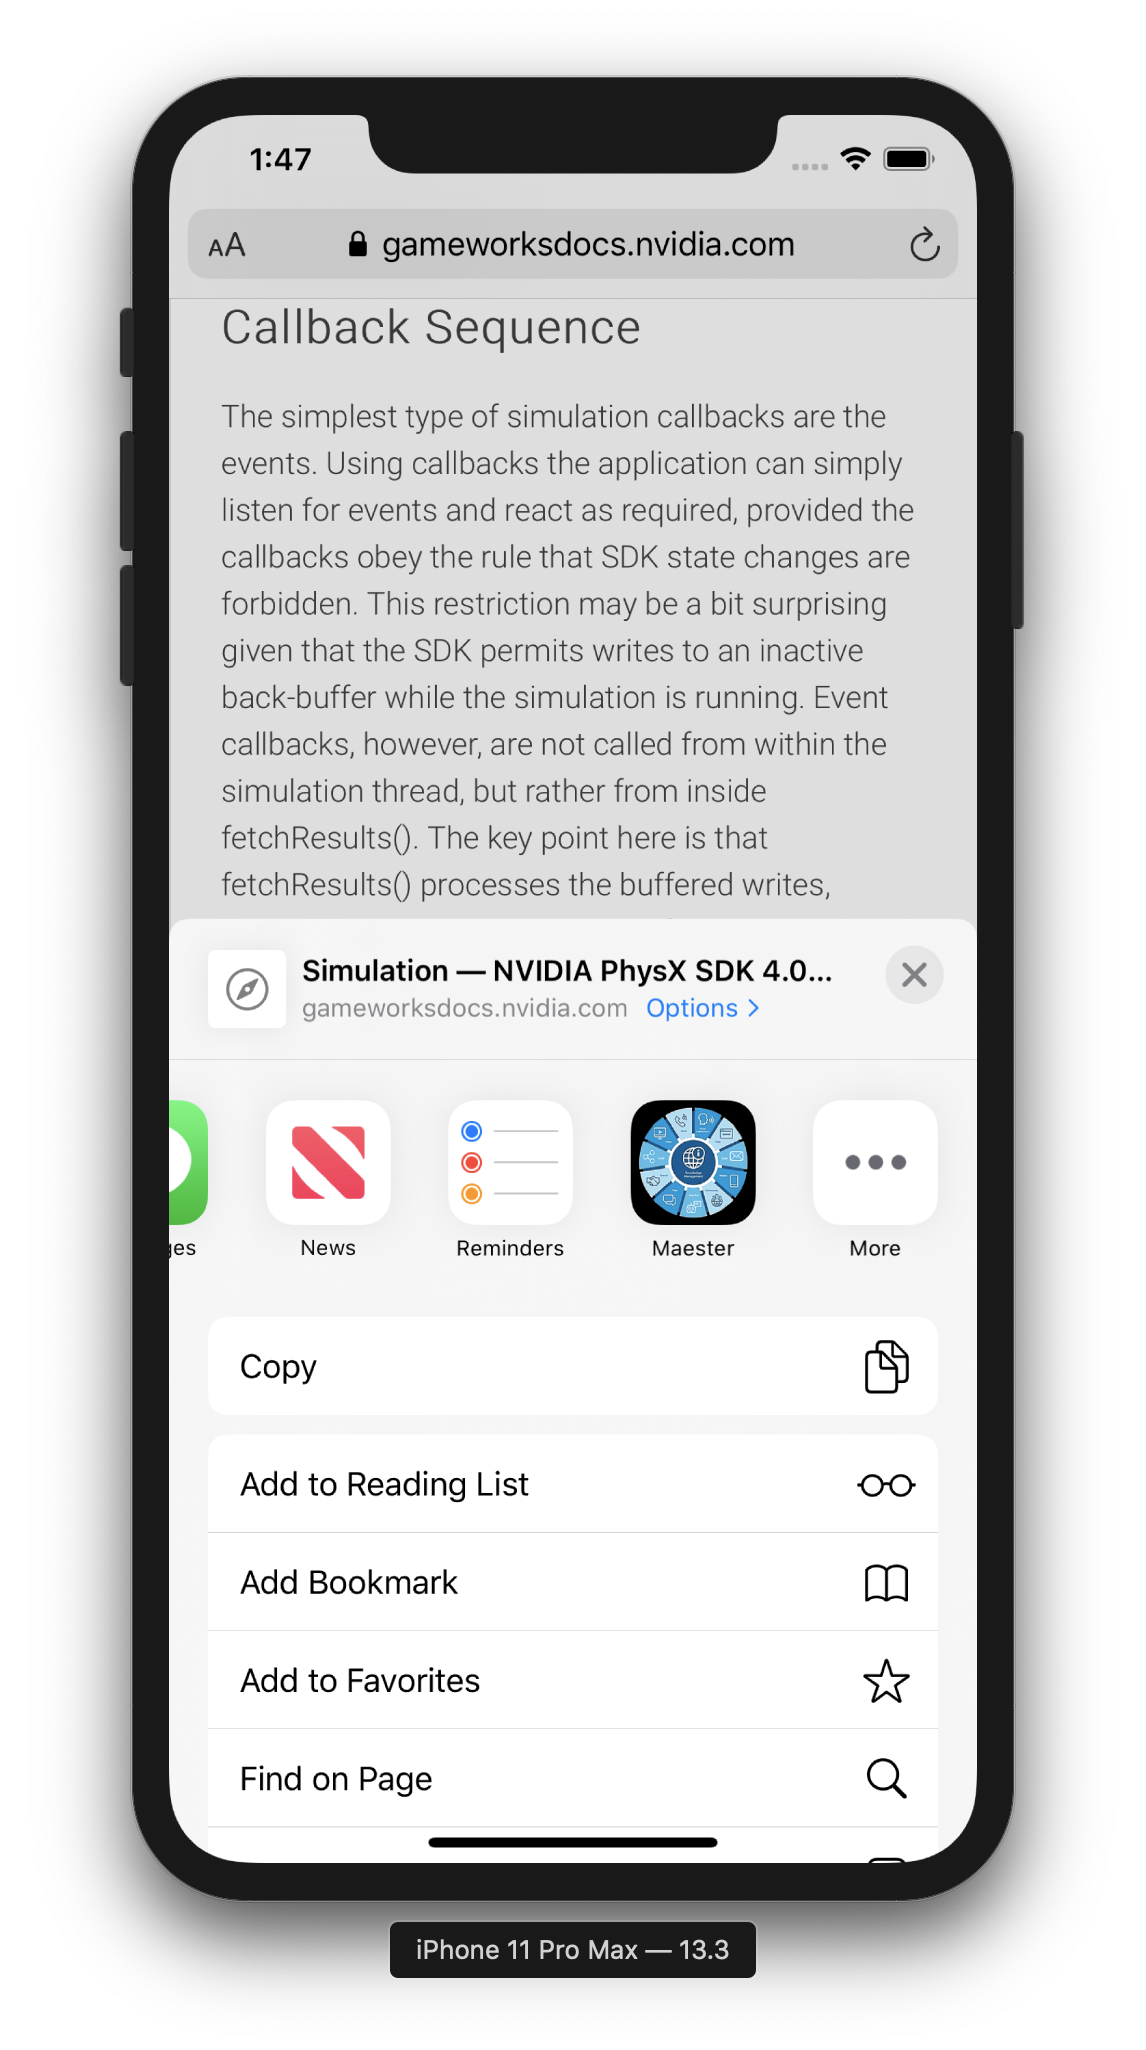 1:47
AA gameworksdocs.nvidia.com
Callback Sequence
The simplest type of simulation callbacks are the
events. Using callbacks the application can simply
listen for events and react as required, provided the
callbacks obey the rule that SDK state changes are
forbidden. This restriction may be a bit surprising
given that the SDK permits writes to an inactive
back-buffer while the simulation is running. Event
callbacks, however, are not called from within the
simulation thread, but rather from inside
fetchResults(). The key point here is that
fetchResults() processes the buffered writes,
Simulation — NVIDIA PhysX SDK 4.0...
gameworksdocs.nvidia.com Options >
ges News Reminders Maester More
Copy
Add to Reading List
Add Bookmark
Add to Favorites
Find on Page
iPhone 11 Pro Max — 13.3